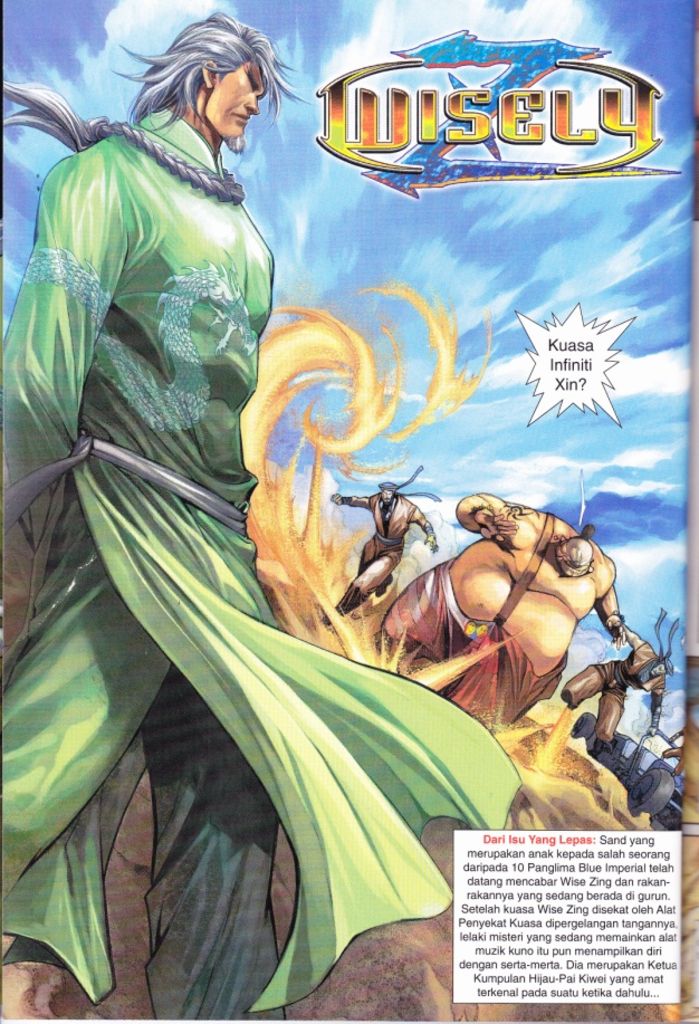 WISELY
Kuasa
Infiniti
Xin?
Dari Isu Yang Lepas: Sand yang
merupakan anak kepada salah seorang
daripada 10 Panglima Blue Imperial telah
datang mencabar Wise Zing dan rakan-
rakannya yang sedang berada di gurun.
Setelah kuasa Wise Zing disekat oleh Alat
Penyekat Kuasa dipergelangan tangannya,
lelaki misteri yang sedang memainkan alat
muzik kuno itu pun menampilkan diri
dengan serta-merta. Dia merupakan Ketua
Kumpulan Hijau-Pai Kiwei yang amat
terkenal pada suatu ketika dahulu...